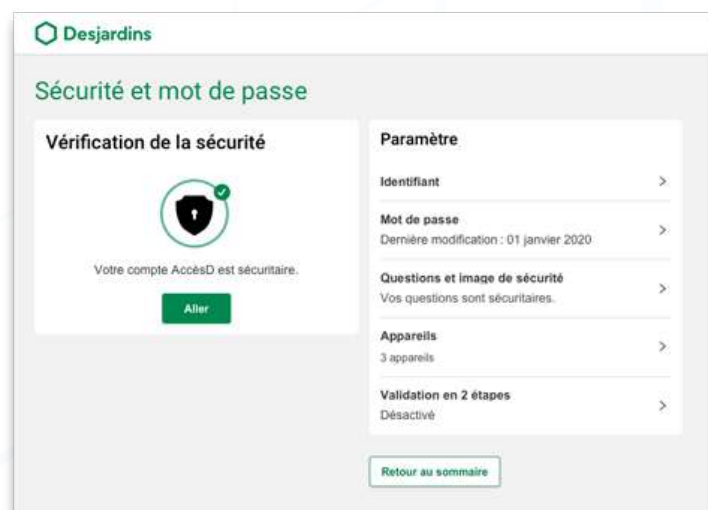 Desjardins
Sécurité et mot de passe
Vérification de la sécurité
Votre compte AccèsD est sécuritaire.
Aller
Paramètre
Identifiant
Mot de passe
Dernière modification : 01 janvier 2020
Questions et image de sécurité
Vos questions sont sécuritaires.
Appareils
3 appareils
Validation en 2 étapes
Désactivé
Retour au sommaire